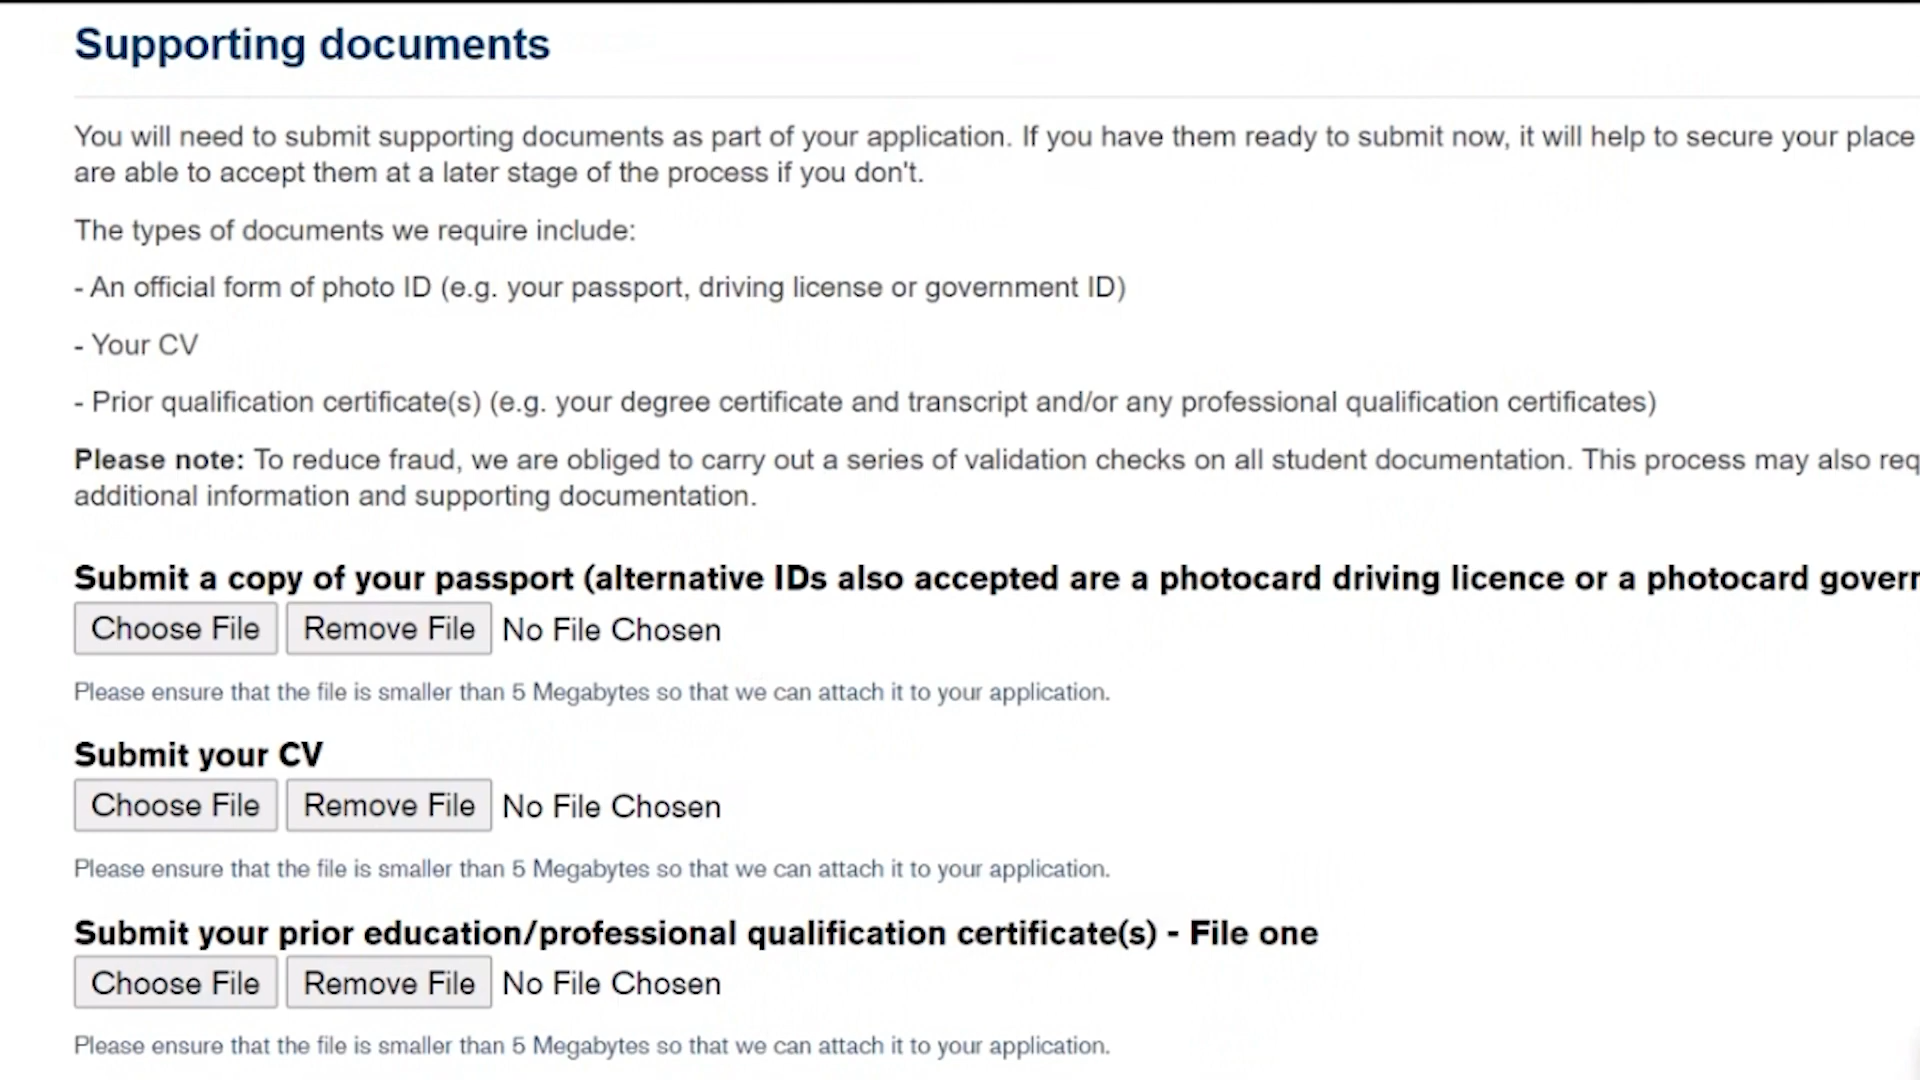 Supporting documents
You will need to submit supporting documents as part of your application. If you have them ready to submit now, it will help to secure your place
are able to accept them at a later stage of the process if you don't.
The types of documents we require include:
- An official form of photo ID (e.g. your passport, driving license or government ID)
- Your CV
- Prior qualification certificate(s) (e.g. your degree certificate and transcript and/or any professional qualification certificates)
Please note: To reduce fraud, we are obliged to carry out a series of validation checks on all student documentation. This process may also
additional information and supporting documentation.
Submit a copy of your passport (alternative IDs also accepted are a photocard driving licence or a photocard
Choose File Remove File No File Chosen
Please ensure that the file is smaller than 5 Megabytes so that we can attach it to your application.
Submit your CV
Choose File Remove File No File Chosen
Please ensure that the file is smaller than 5 Megabytes so that we can attach it to your application.
Submit your prior education/professional qualification certificate(s) - File one
Choose File Remove File No File Chosen
Please ensure that the file is smaller than 5 Megabytes so that we can attach it to your application.